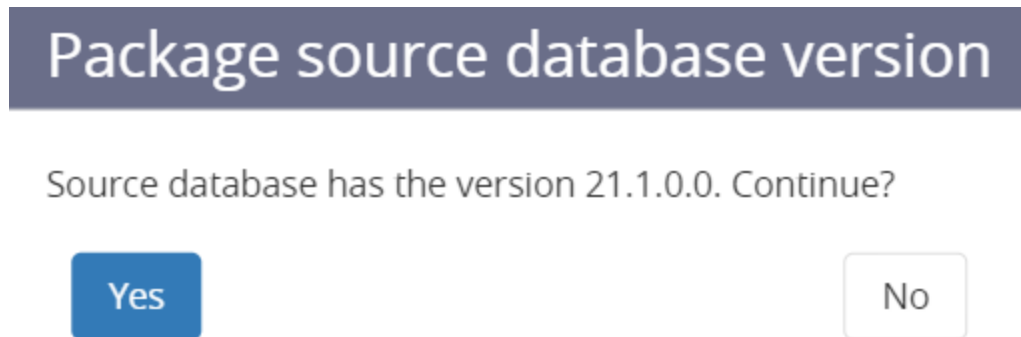 Package source database version
Source database has the version 21.1.0.0. Continue?
Yes
No